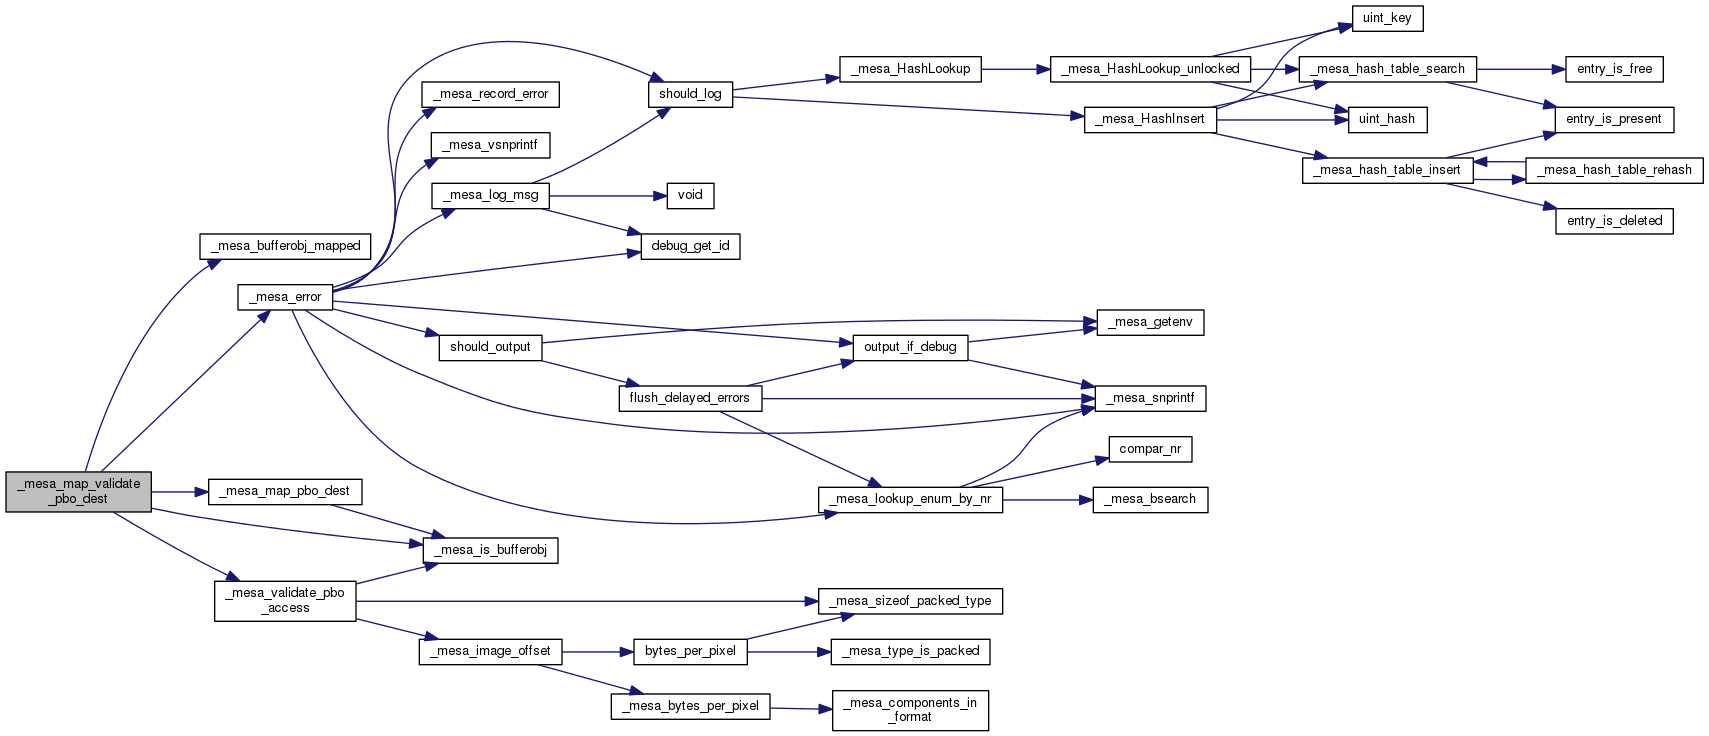 uint_key
_mesa_HashLookup
_mesa_HashLookup_unlocked
_mesa_hash_table_search
entry_is_free
should_log
_mesa_record_error
_mesa_HashInsert
uint_hash
entry_is_present
_mesa_vsnprintf
_mesa_hash_table_insert
_mesa_hash_table_rehash
_mesa_log_msg
void
entry_is_deleted
_mesa_bufferobj_mapped
debug_get_id
_mesa_error
_mesa_getenv
should_output
output_if_debug
flush_delayed_errors
_mesa_snprintf
compar_nr
_mesa_map_validate
_pbo_dest
_mesa_map_pbo_dest
_mesa_lookup_enum_by_nr
_mesa_bsearch
_mesa_is_bufferobj
_mesa_validate_pbo
_access
_mesa_sizeof_packed_type
_mesa_image_offset
bytes_per_pixel
_mesa_type_is_packed
_mesa_bytes_per_pixel
_mesa_components_in
_format